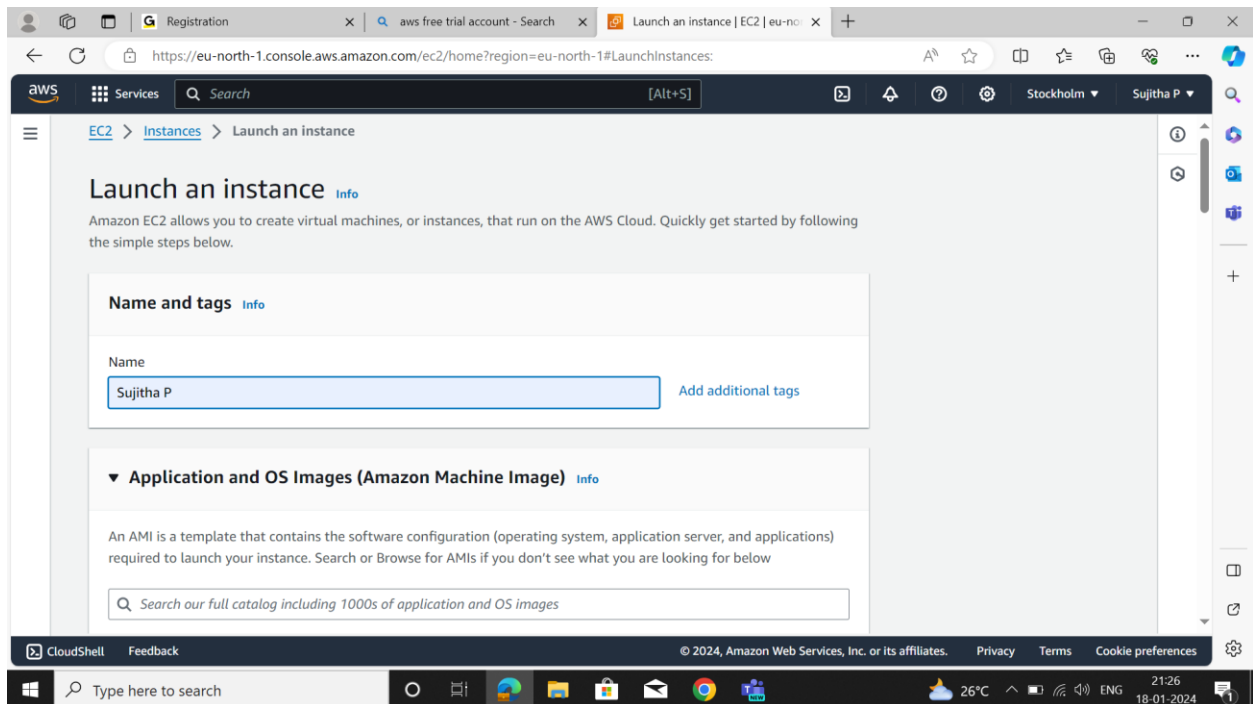 G Registration
aws free trial account - Search
Launch an instance | EC2 | eu-nor
https://eu-north-1.console.aws.amazon.com/ec2/home?region=eu-north-1#LaunchInstances:
aws
Services
Search
[Alt+S]
Stockholm
Sujitha P
EC2 > Instances > Launch an instance
Launch an instance Info
Amazon EC2 allows you to create virtual machines, or instances, that run on the AWS Cloud. Quickly get started by following
the simple steps below.
Name and tags Info
Name
Sujitha P
Add additional tags
Application and OS Images (Amazon Machine Image) Info
An AMI is a template that contains the software configuration (operating system, application server, and applications)
required to launch your instance. Search or Browse for AMIs if you don't see what you are looking for below
Search our full catalog including 1000s of application and OS images
CloudShell Feedback
© 2024, Amazon Web Services, Inc. or its affiliates. Privacy Terms Cookie preferences
Type here to search
NEW
26°C
ENG
21:26
18-01-2024
1